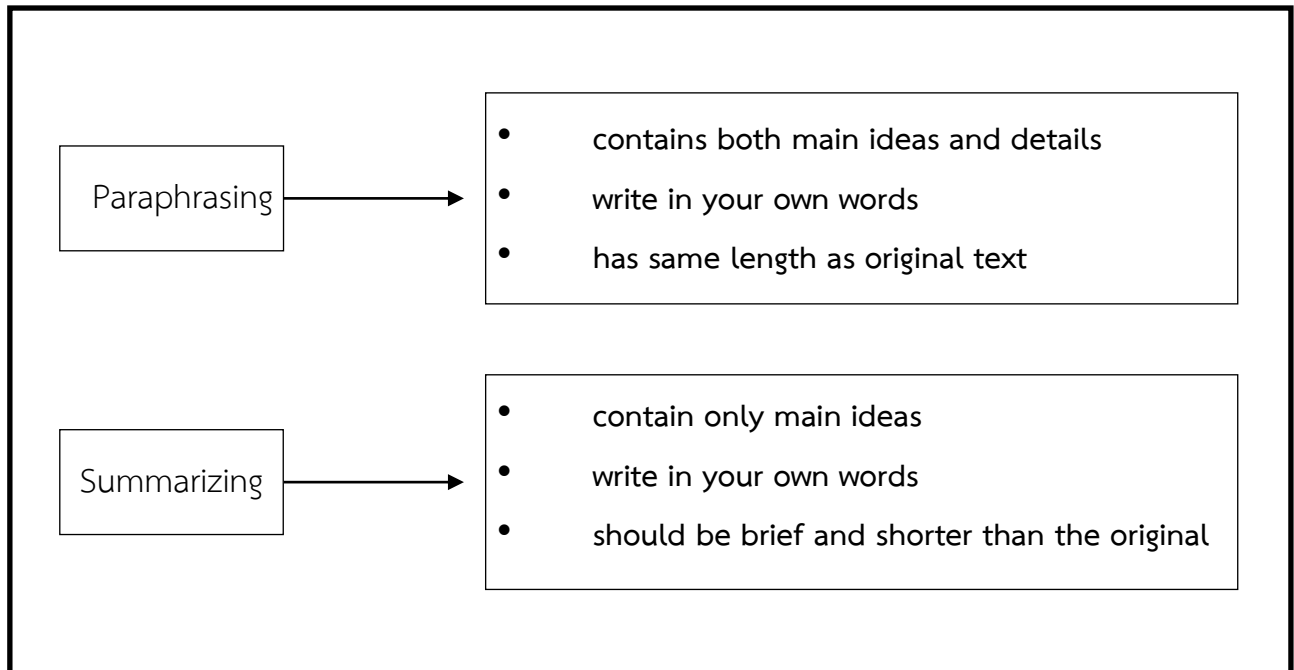 Paraphrasing
• contains both main ideas and details
• write in your own words
• has same length as original text
Summarizing
• contain only main ideas
• write in your own words
• should be brief and shorter than the original